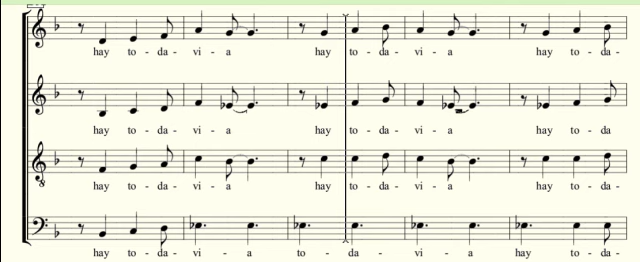 hay to - da - vi - a hay to - da - vi - a hay to - da -
hay to - da - vi - a hay to - da - vi - a hay to - da
hay to - da - vi - a hay to - da - vi - a hay to - da -
hay to - da - vi - a to - da - vi - a hay to -